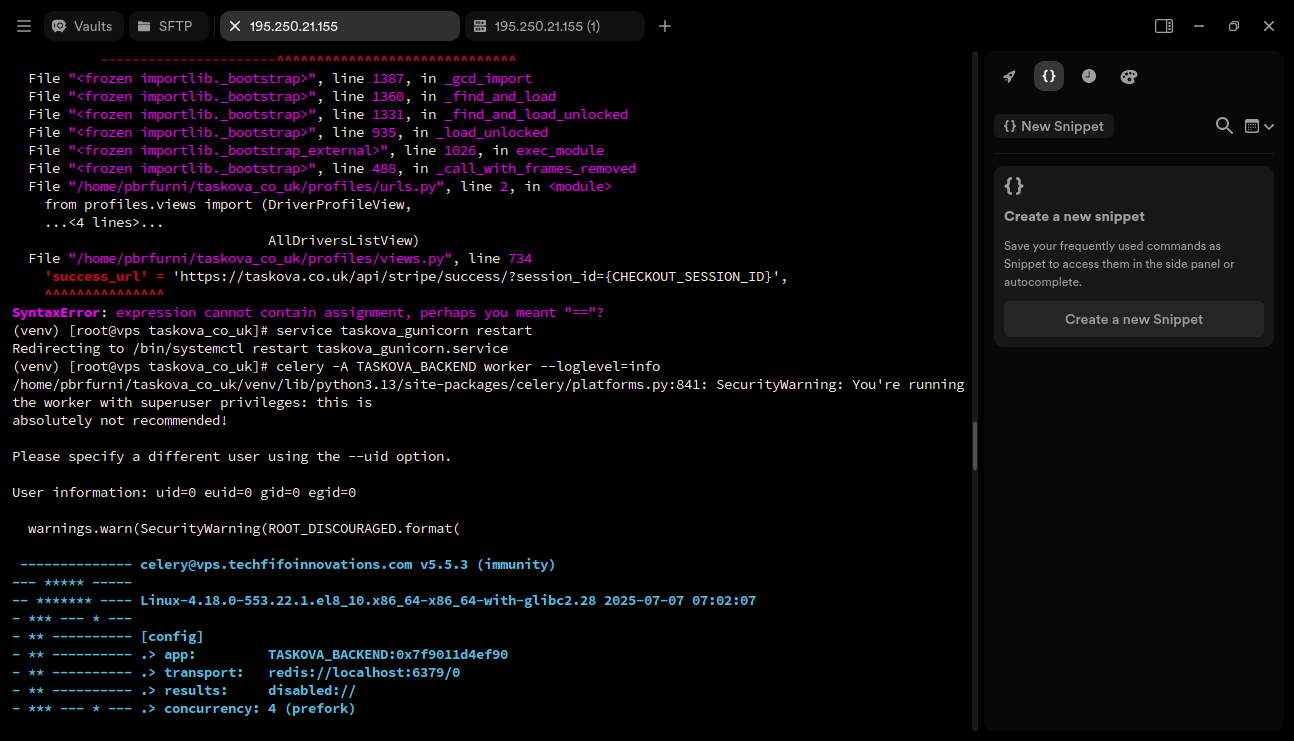 Vaults
SFTP
195.250.21.155
195.250.21.155 (1)
~~~~~~~~~~~~~~~~~~~~~~^^^^^^^^^^^^^^^^^^^^^^^^^^^^^^
File "<frozen importlib._bootstrap>", line 1387, in _gcd_import
File "<frozen importlib._bootstrap>", line 1360, in _find_and_load
File "<frozen importlib._bootstrap>", line 1331, in _find_and_load_unlocked
File "<frozen importlib._bootstrap>", line 935, in _load_unlocked
File "<frozen importlib._bootstrap_external>", line 1026, in exec_module
File "<frozen importlib._bootstrap>", line 488, in _call_with_frames_removed
File "/home/pbrfurni/taskova_co_uk/profiles/urls.py", line 2, in <module>
from profiles.views import (DriverProfileView,
...<4 lines>...
AllDriversListView)
File "/home/pbrfurni/taskova_co_uk/profiles/views.py", line 734
'success_url' = 'https://taskova.co.uk/api/stripe/success/?session_id={CHECKOUT_SESSION_ID}',
^^^^^^^^^^^^^^^
SyntaxError: expression cannot contain assignment, perhaps you meant "=="?
(venv) [root@vps taskova_co_uk]# service taskova_gunicorn restart
Redirecting to /bin/systemctl restart taskova_gunicorn.service
(venv) [root@vps taskova_co_uk]# celery -A TASKOVA_BACKEND worker --loglevel=info
/home/pbrfurni/taskova_co_uk/venv/lib/python3.13/site-packages/celery/platforms.py:841: SecurityWarning: You're running
the worker with superuser privileges: this is
absolutely not recommended!
Please specify a different user using the --uid option.
User information: uid=0 euid=0 gid=0 egid=0
warnings.warn(SecurityWarning(ROOT_DISCOURAGED.format(
-------------- celery@vps.techfifoinnovations.com v5.5.3 (immunity)
--- ***** -----
-- ******* ---- Linux-4.18.0-553.22.1.el8_10.x86_64-x86_64-with-glibc2.28 2025-07-07 07:02:07
- *** --- * ---
- ** ---------- [config]
- ** ---------- .> app: TASKOVA_BACKEND:0x7f9011d4ef90
- ** ---------- .> transport: redis://localhost:6379/0
- ** ---------- .> results: disabled://
- *** --- * --- .> concurrency: 4 (prefork)
{}
{} New Snippet
{}
Create a new snippet
Save your frequently used commands as
Snippet to access them in the side panel or
autocomplete.
Create a new Snippet